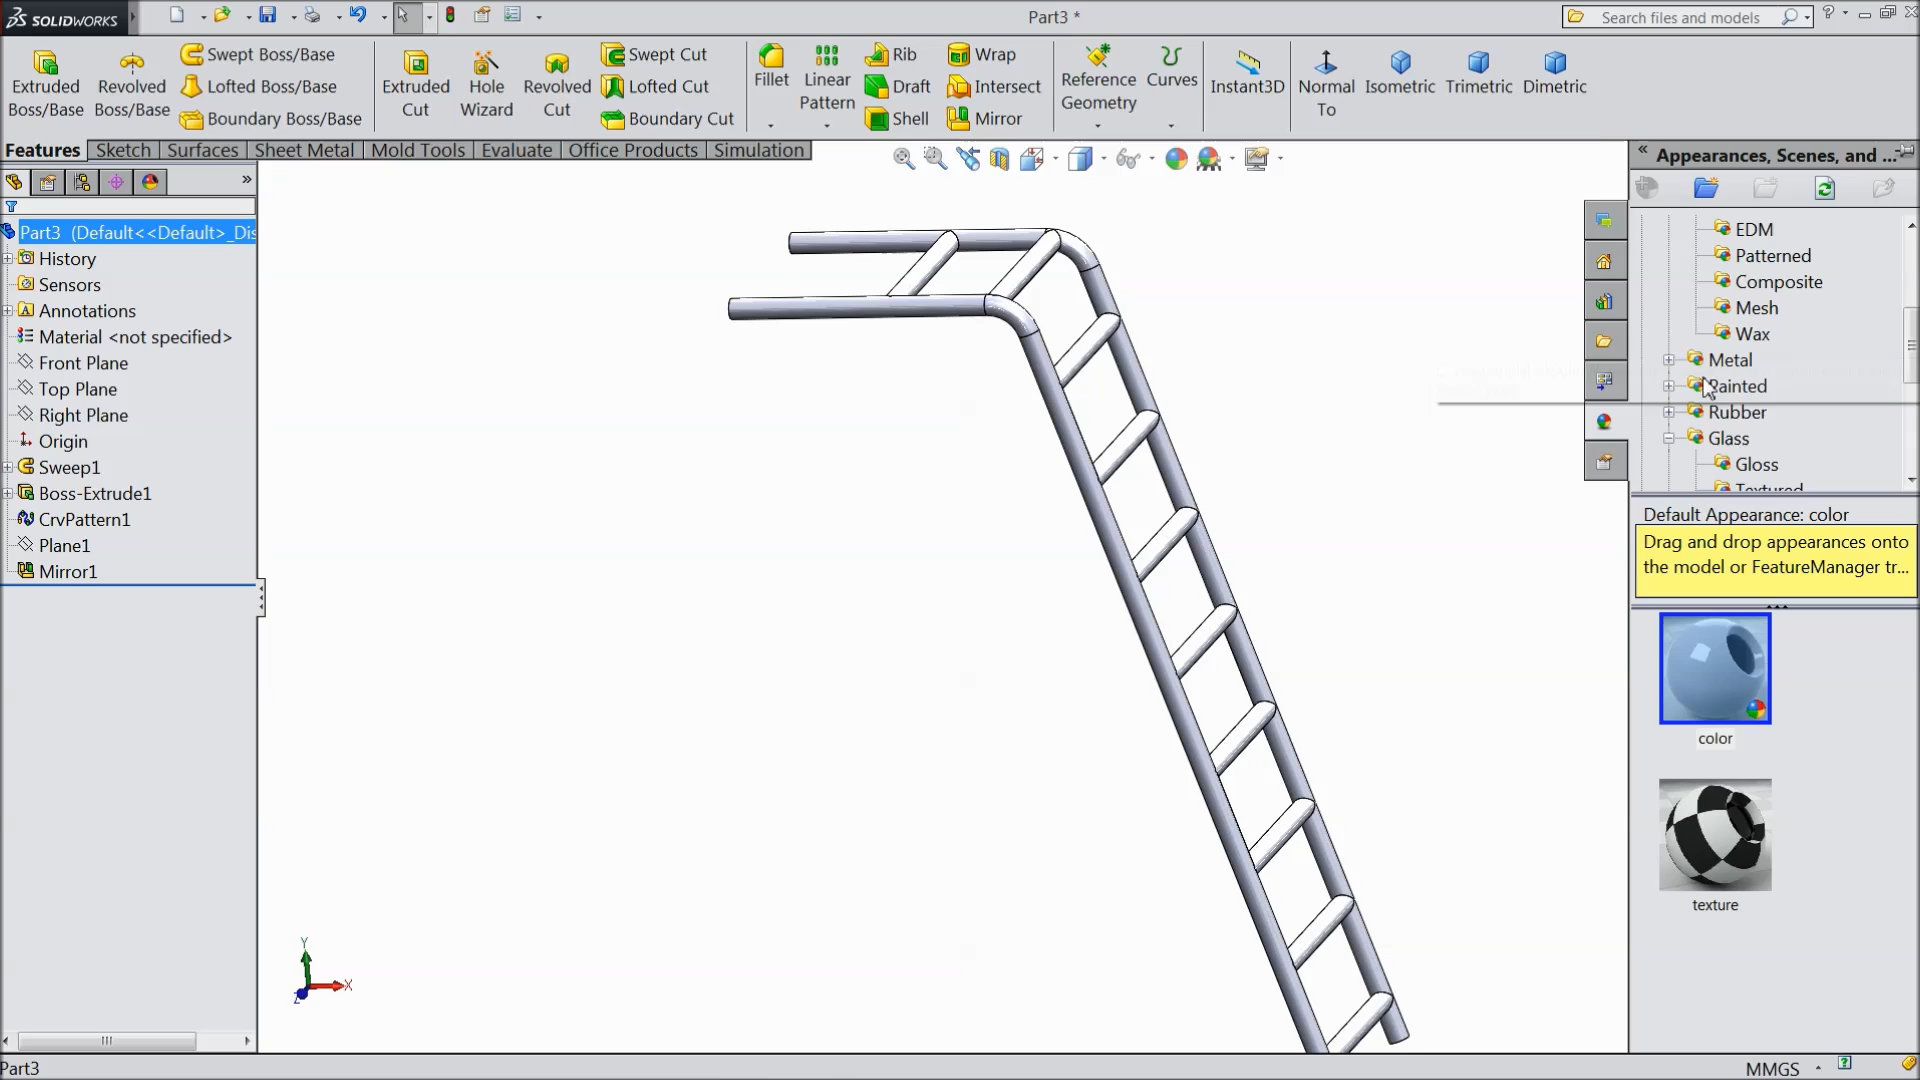 SOLIDWORKS
Part3 *
Search files and models
Extruded Boss/Base
Revolved Boss/Base
Swept Boss/Base
Lofted Boss/Base
Boundary Boss/Base
Extruded Cut
Hole Wizard
Revolved Cut
Swept Cut
Lofted Cut
Boundary Cut
Fillet
Linear Pattern
Rib
Draft
Shell
Wrap
Intersect
Mirror
Reference Geometry
Curves
Instant3D
Normal To
Isometric
Trimetric
Dimetric
Features
Sketch
Surfaces
Sheet Metal
Mold Tools
Evaluate
Office Products
Simulation
Part3 (Default<<Default>_Dis
History
Sensors
Annotations
Material <not specified>
Front Plane
Top Plane
Right Plane
Origin
Sweep1
Boss-Extrude1
CrvPattern1
Plane1
Mirror1
Y
X
Z
Appearances, Scenes, and ...
EDM
Patterned
Composite
Mesh
Wax
Metal
Painted
Rubber
Glass
Gloss
Textured
Default Appearance: color
Drag and drop appearances onto
the model or FeatureManager tr...
color
texture
Part3
MMGS